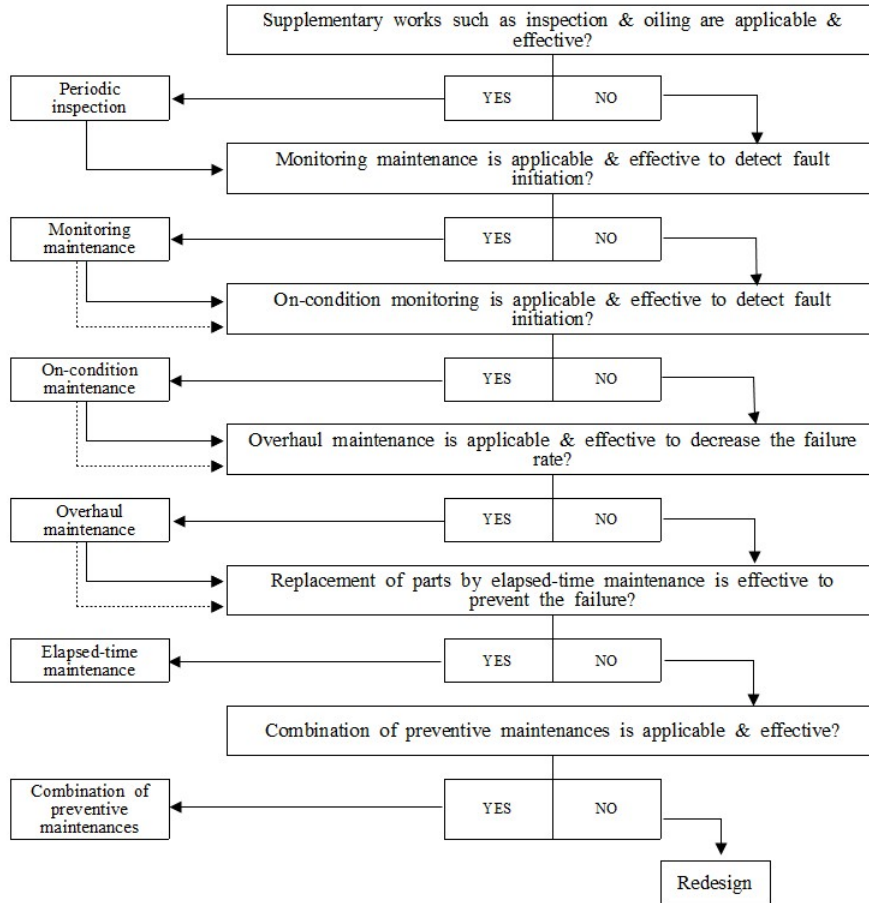 Supplementary works such as inspection & oiling are applicable &
effective?
Periodic
inspection
YES
NO
Monitoring maintenance is applicable & effective to detect fault
initiation?
Monitoring
maintenance
YES
NO
On-condition monitoring is applicable & effective to detect fault
initiation?
On-condition
maintenance
YES
NO
Overhaul maintenance is applicable & effective to decrease the failure
rate?
Overhaul
maintenance
YES
NO
Replacement of parts by elapsed-time maintenance is effective to
prevent the failure?
Elapsed-time
maintenance
YES
NO
Combination of preventive maintenances is applicable & effective?
Combination of
preventive
maintenances
YES
NO
Redesign